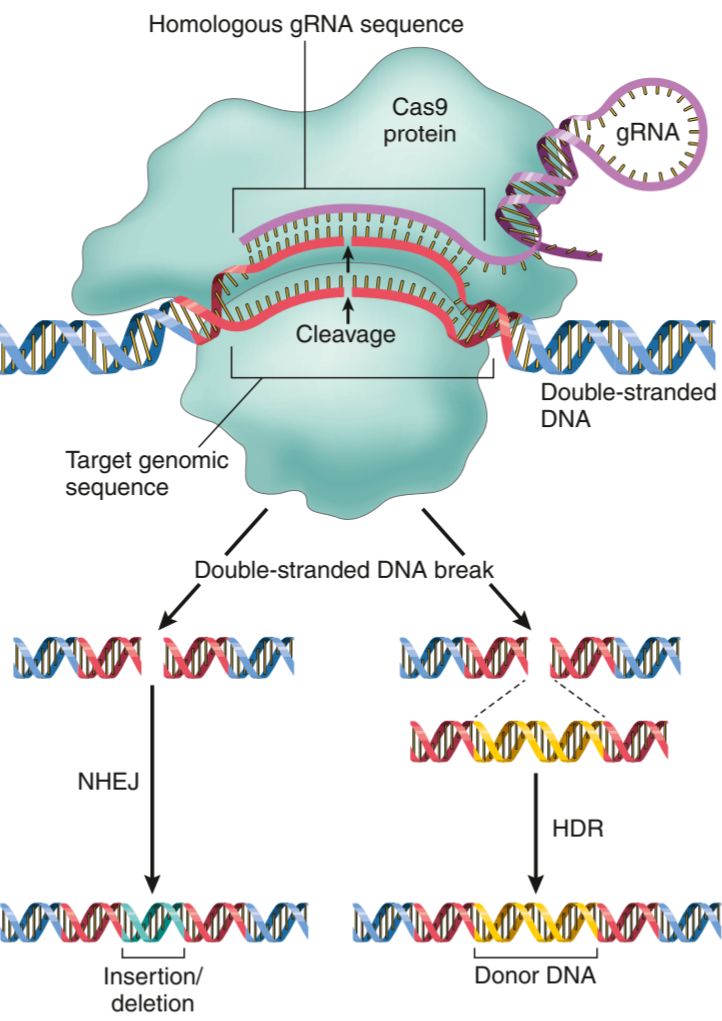 Homologous gRNA sequence
Cas9
protein
gRNA
Cleavage
Double-stranded
DNA
Target genomic
sequence
Double-stranded DNA break
NHEJ
HDR
Insertion/
deletion
Donor DNA